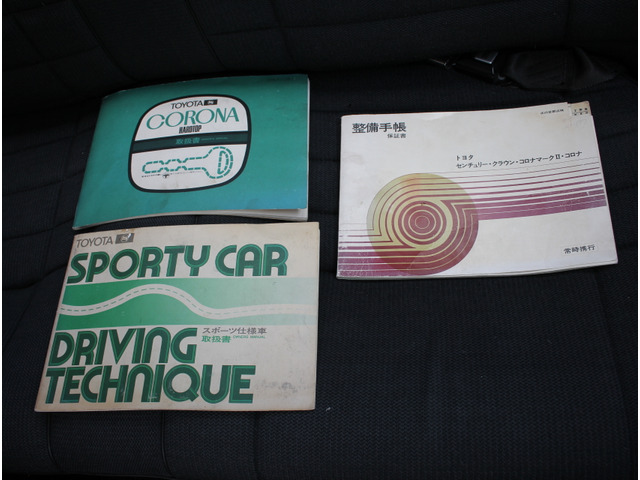 TOYOTA
CORONA
HARDTOP
取扱書
整備手帳
保証書
トヨタ
センチュリー・クラウン・コロナマークII・コロナ
常時携行
TOYOTA
SPORTY CAR
スポーツ仕様車
取扱書
DRIVING
TECHNIQUE